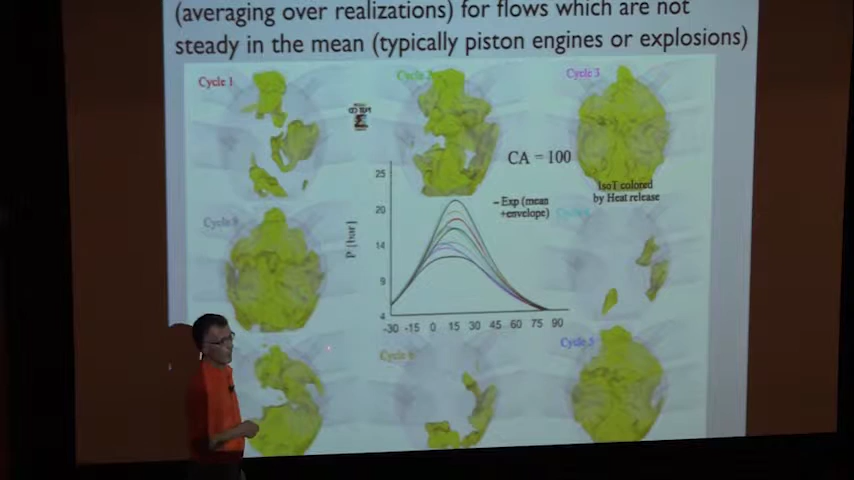 (averaging over realizations) for flows which are not
steady in the mean (typically piston engines or explosions)
Cycle 1
Cycle 2
Cycle 3
CA = 100
IsoT colored
by Heat release
– Exp (mean
+envelope)
P [bar]
25
20
14
9
4
-30 -15 0 15 30 45 60 75 90
Cycle 5